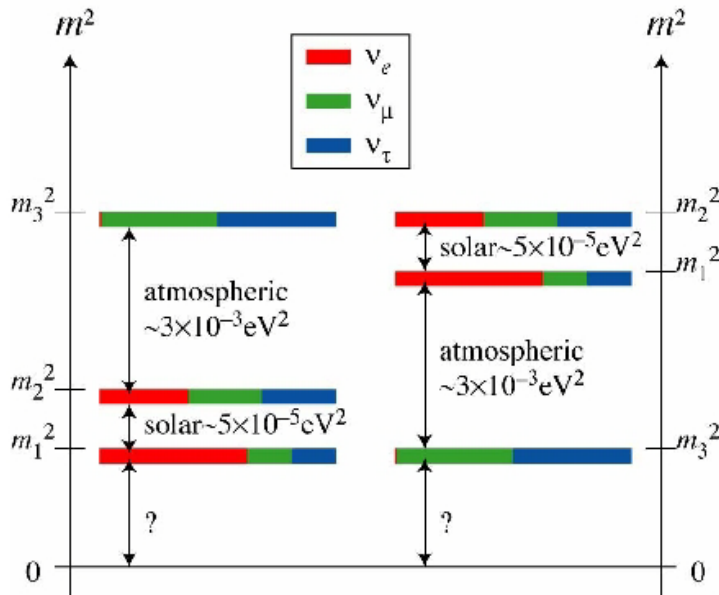 m² m²
νe
νμ
ντ
m₃² m₂²
solar~5×10⁻⁵eV²
m₁²
atmospheric
~3×10⁻³eV²
atmospheric
~3×10⁻³eV²
m₂²
solar~5×10⁻⁵eV²
m₁² m₃²
? ?
0 0